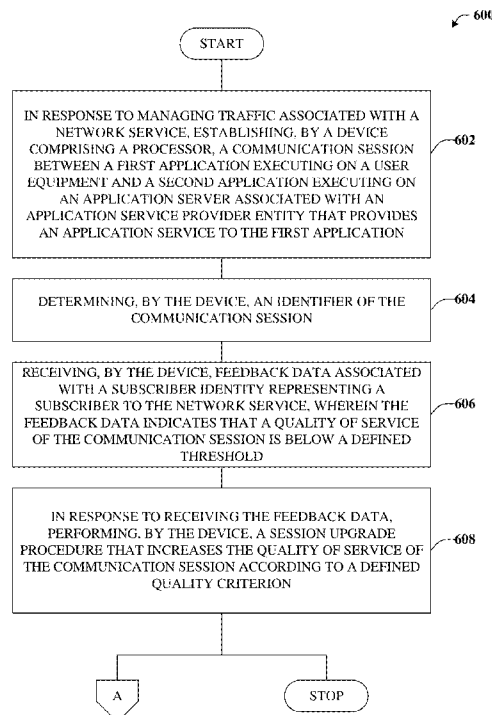 600
START
IN RESPONSE TO MANAGING TRAFFIC ASSOCIATED WITH A
NETWORK SERVICE, ESTABLISHING, BY A DEVICE
COMPRISING A PROCESSOR, A COMMUNICATION SESSION
BETWEEN A FIRST APPLICATION EXECUTING ON A USER
EQUIPMENT AND A SECOND APPLICATION EXECUTING ON
AN APPLICATION SERVER ASSOCIATED WITH AN
APPLICATION SERVICE PROVIDER ENTITY THAT PROVIDES
AN APPLICATION SERVICE TO THE FIRST APPLICATION
602
DETERMINING, BY THE DEVICE, AN IDENTIFIER OF THE
COMMUNICATION SESSION
604
RECEIVING, BY THE DEVICE, FEEDBACK DATA ASSOCIATED
WITH A SUBSCRIBER IDENTITY REPRESENTING A
SUBSCRIBER TO THE NETWORK SERVICE, WHEREIN THE
FEEDBACK DATA INDICATES THAT A QUALITY OF SERVICE
OF THE COMMUNICATION SESSION IS BELOW A DEFINED
THRESHOLD
606
IN RESPONSE TO RECEIVING THE FEEDBACK DATA,
PERFORMING, BY THE DEVICE, A SESSION UPGRADE
PROCEDURE THAT INCREASES THE QUALITY OF SERVICE OF
THE COMMUNICATION SESSION ACCORDING TO A DEFINED
QUALITY CRITERION
608
A
STOP